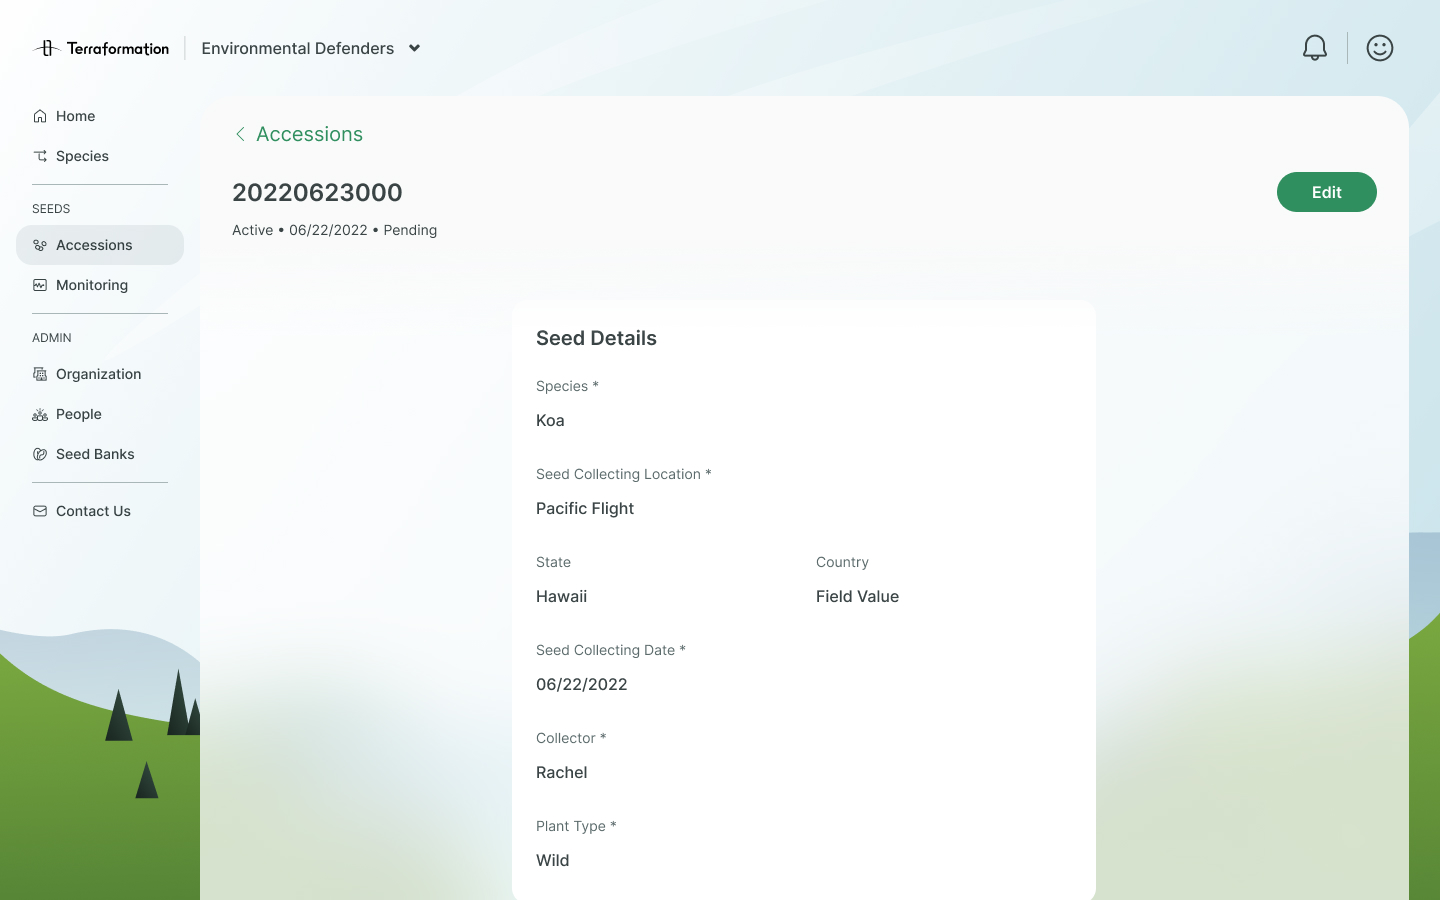 Terraformation
Environmental Defenders
Home
Species
SEEDS
Accessions
Monitoring
ADMIN
Organization
People
Seed Banks
Contact Us
Accessions
20220623000
Edit
Active • 06/22/2022 • Pending
Seed Details
Species *
Koa
Seed Collecting Location *
Pacific Flight
State
Country
Hawaii
Field Value
Seed Collecting Date *
06/22/2022
Collector *
Rachel
Plant Type *
Wild